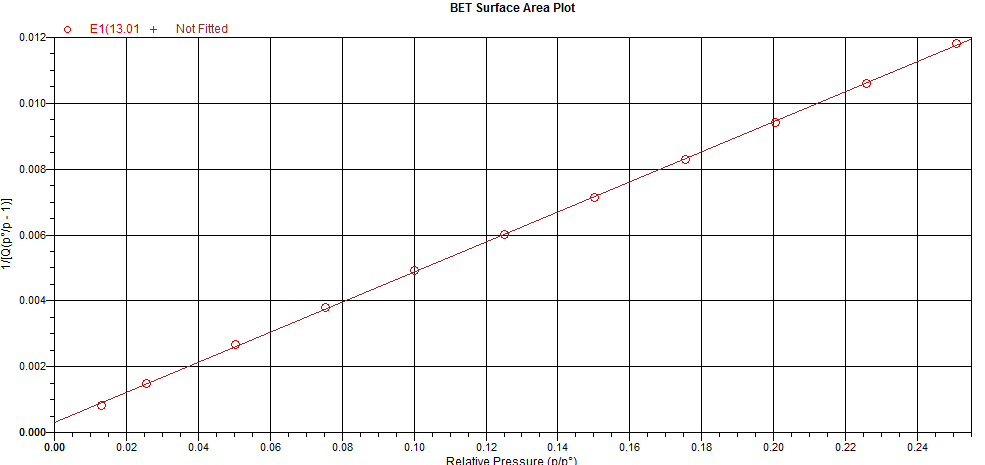 BET Surface Area Plot
E1(13.01 + Not Fitted
0.012
0.010
0.008
0.006
0.004
0.002
0.000
1/[Q(p°/p - 1)]
0.00 0.02 0.04 0.06 0.08 0.10 0.12 0.14 0.16 0.18 0.20 0.22 0.24
Relative Pressure (p/p°)